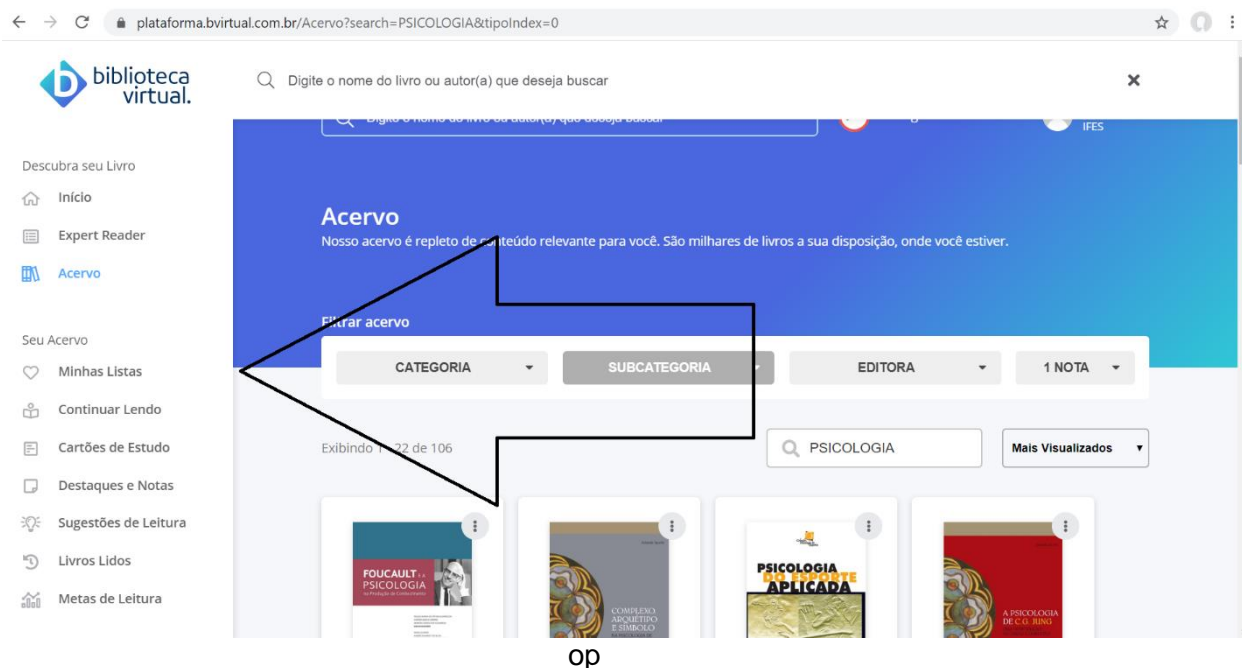 plataforma.bvirtual.com.br/Acervo?search=PSICOLOGIA&tipoIndex=0
biblioteca
virtual.
Digite o nome do livro ou autor(a) que deseja buscar
IFES
Descubra seu Livro
Início
Expert Reader
Acervo
Seu Acervo
Minhas Listas
Continuar Lendo
Cartões de Estudo
Destaques e Notas
Sugestões de Leitura
Livros Lidos
Metas de Leitura
Acervo
Nosso acervo é repleto de conteúdo relevante para você. São milhares de livros a sua disposição, onde você estiver.
Filtrar acervo
CATEGORIA SUBCATEGORIA EDITORA 1 NOTA
Exibindo 1 - 22 de 106 PSICOLOGIA Mais Visualizados
FOUCAULT E A
PSICOLOGIA
na Produção de Conhecimento
COMPLEXO
ARQUÉTIPO
E SÍMBOLO
PSICOLOGIA
DO ESPORTE
APLICADA
A PSICOLOGIA
DE C.G. JUNG
op